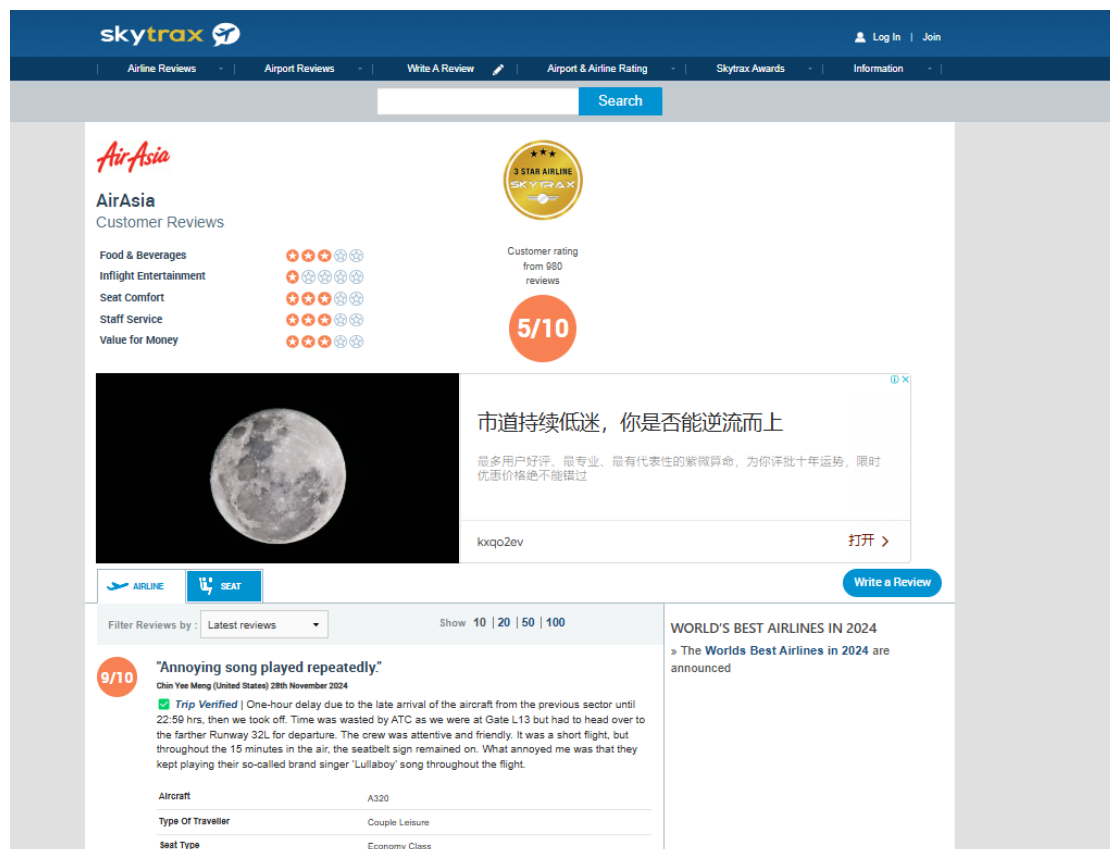 skytrax
Log In | Join
Airline Reviews
Airport Reviews
Write A Review
Airport & Airline Rating
Skytrax Awards
Information
Search
AirAsia
3 STAR AIRLINE
SKYTRAX
AirAsia
Customer Reviews
Food & Beverages
Inflight Entertainment
Seat Comfort
Staff Service
Value for Money
Customer rating
from 980
reviews
5/10
市道持续低迷，你是否能逆流而上
最多用户好评、最专业、最有代表性的紫微算命，为你详批十年运势，限时
优惠价格绝不能错过
kxqo2ev
打开
AIRLINE
SEAT
Write a Review
Filter Reviews by :
Latest reviews
Show 10 | 20 | 50 | 100
WORLD'S BEST AIRLINES IN 2024
» The Worlds Best Airlines in 2024 are
announced
9/10
"Annoying song played repeatedly."
Chin Yee Meng (United States) 28th November 2024
Trip Verified | One-hour delay due to the late arrival of the aircraft from the previous sector until
22:59 hrs, then we took off. Time was wasted by ATC as we were at Gate L13 but had to head over to
the farther Runway 32L for departure. The crew was attentive and friendly. It was a short flight, but
throughout the 15 minutes in the air, the seatbelt sign remained on. What annoyed me was that they
kept playing their so-called brand singer 'Lullaboy' song throughout the flight.
Aircraft A320
Type Of Traveller Couple Leisure
Seat Type Economy Class